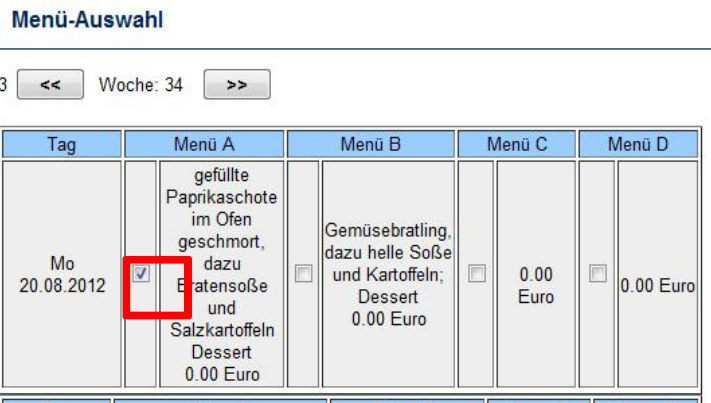 Menü-Auswahl
3 << Woche: 34 >>
Tag Menü A Menü B Menü C Menü D
Mo
20.08.2012
gefüllte
Paprikaschote
im Ofen
geschmort,
dazu
Bratensoße
und
Salzkartoffeln
Dessert
0.00 Euro
Gemüsebratling,
dazu helle Soße
und Kartoffeln;
Dessert
0.00 Euro
0.00
Euro
0.00 Euro